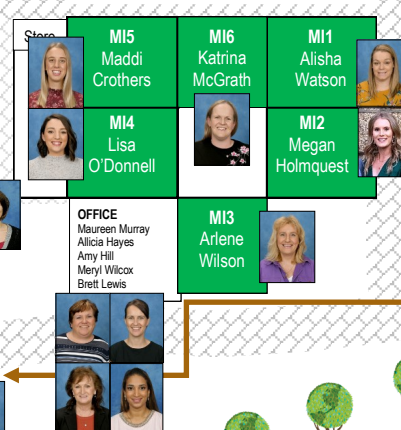 Store
MI5
Maddi
Crothers
MI6
Katrina
McGrath
MI1
Alisha
Watson
MI4
Lisa
O'Donnell
MI2
Megan
Holmquest
OFFICE
Maureen Murray
Allicia Hayes
Amy Hill
Meryl Wilcox
Brett Lewis
MI3
Arlene
Wilson